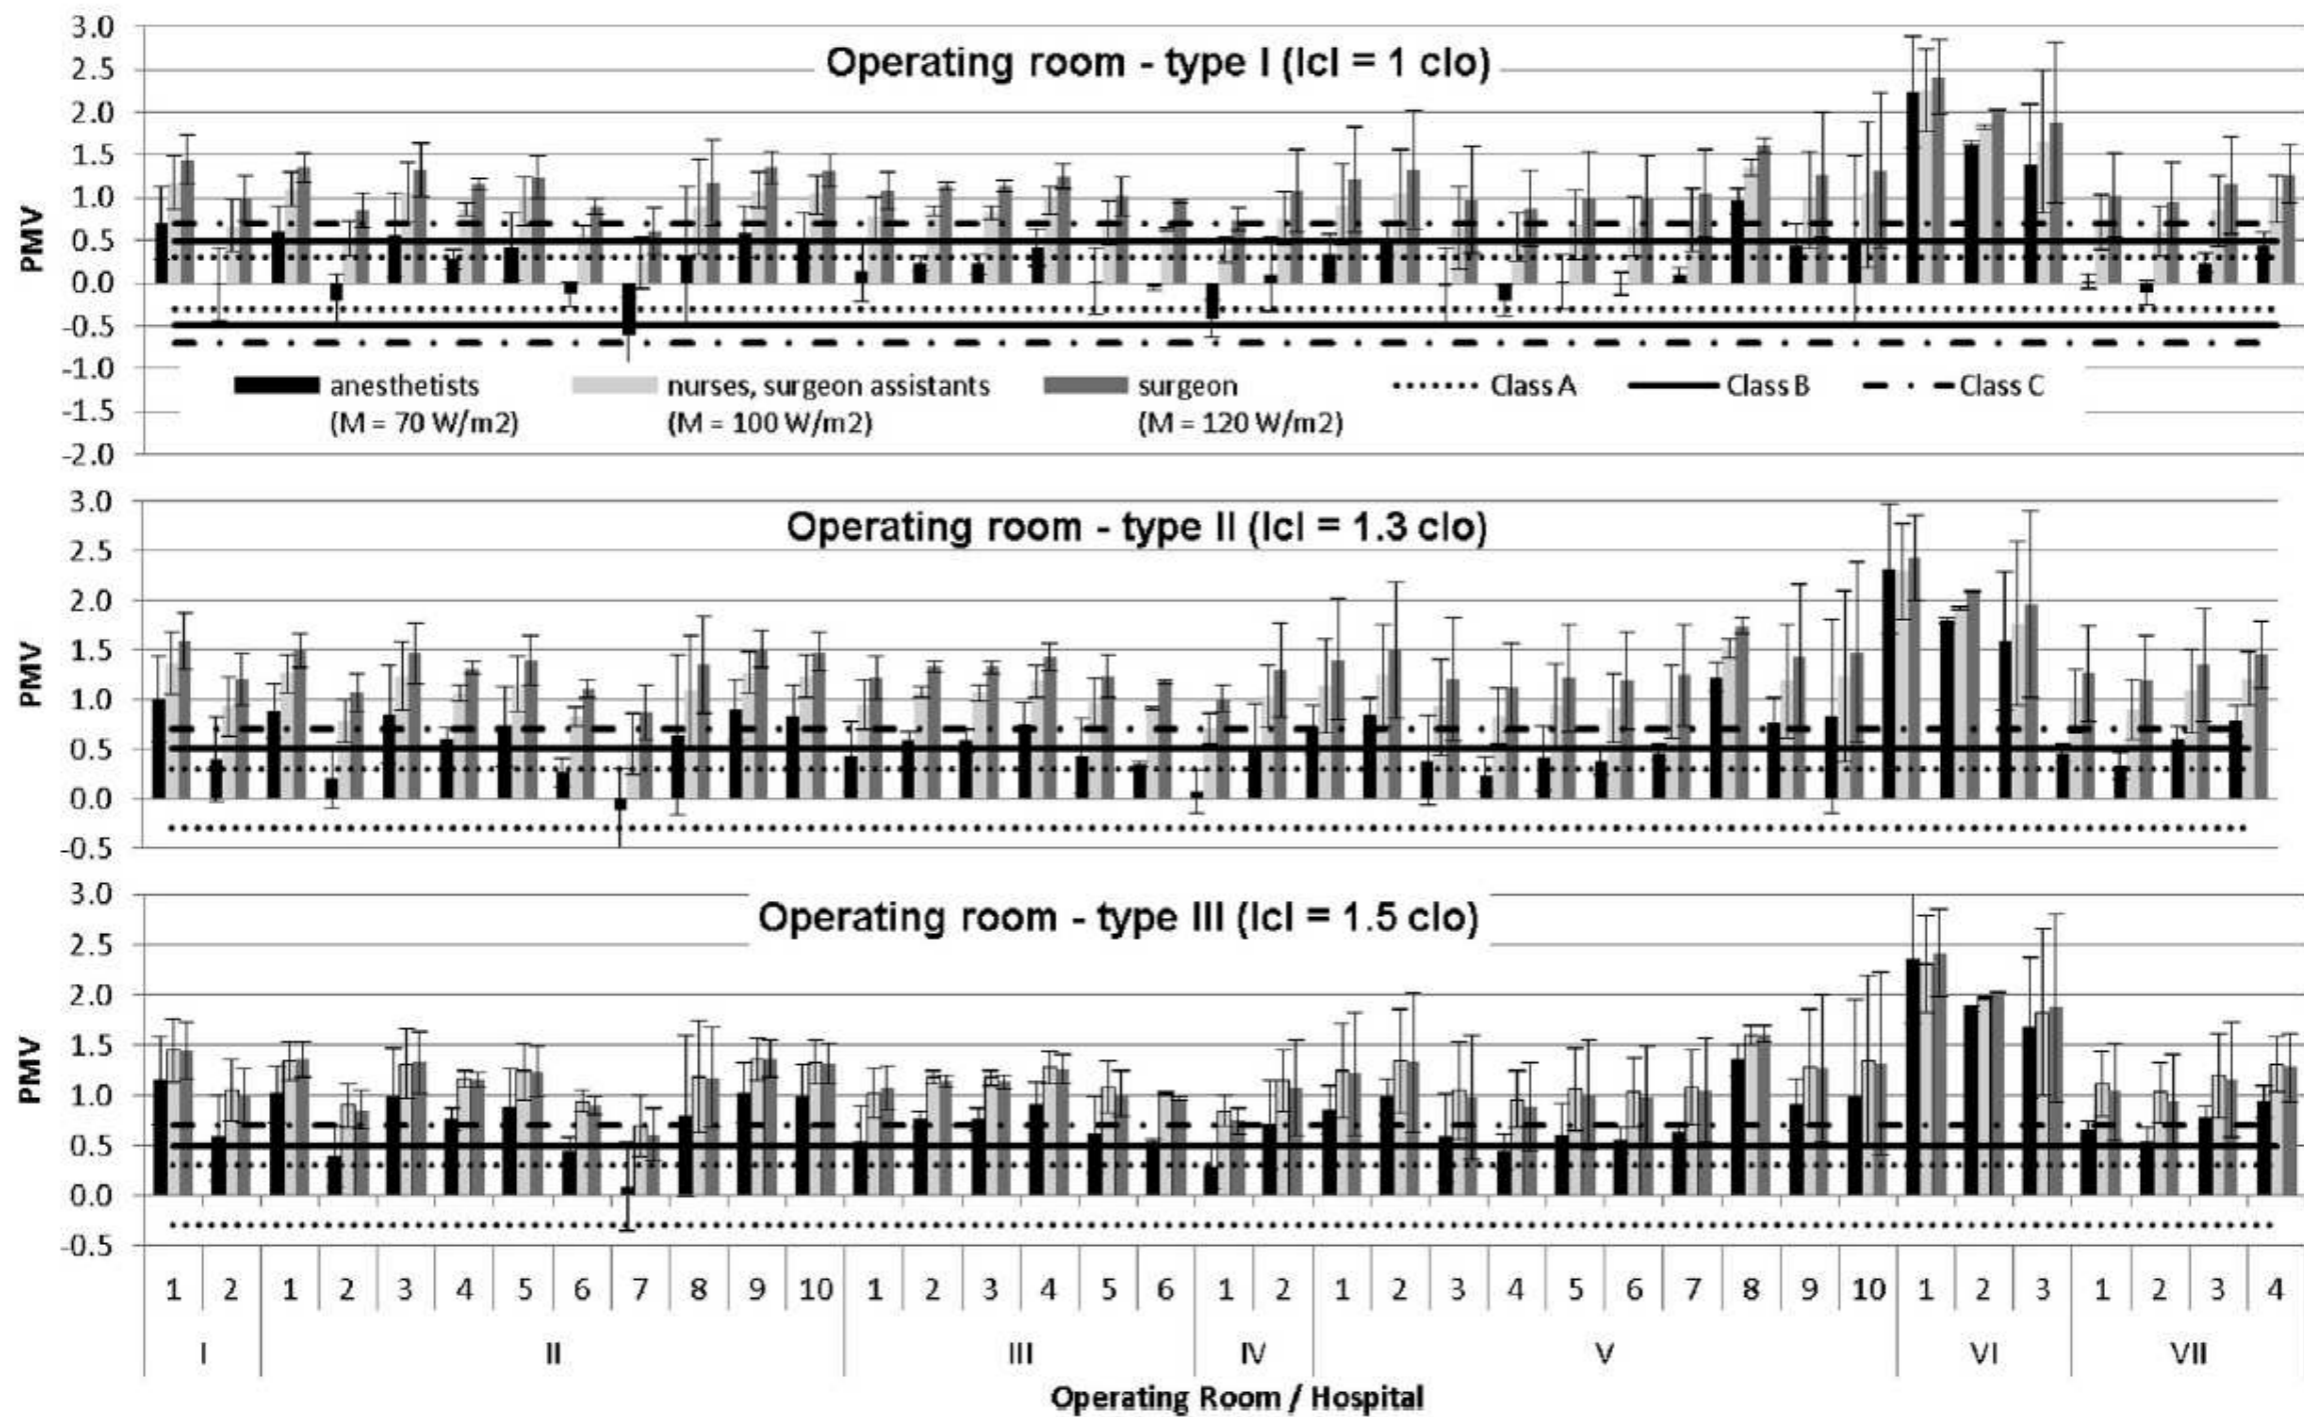 Operating room - type I (Icl = 1 clo)
PMV
3.0
2.5
2.0
1.5
1.0
0.5
0.0
-0.5
-1.0
-1.5
-2.0
anesthetists nurses, surgeon assistants surgeon Class A Class B Class C
(M = 70 W/m2) (M = 100 W/m2) (M = 120 W/m2)
Operating room - type II (Icl = 1.3 clo)
PMV
3.0
2.5
2.0
1.5
1.0
0.5
0.0
-0.5
Operating room - type III (Icl = 1.5 clo)
PMV
3.0
2.5
2.0
1.5
1.0
0.5
0.0
-0.5
1 2 1 2 3 4 5 6 7 8 9 10 1 2 3 4 5 6 1 2 1 2 3 4 5 6 7 8 9 10 1 2 3 1 2 3 4
I II III IV V VI VII
Operating Room / Hospital